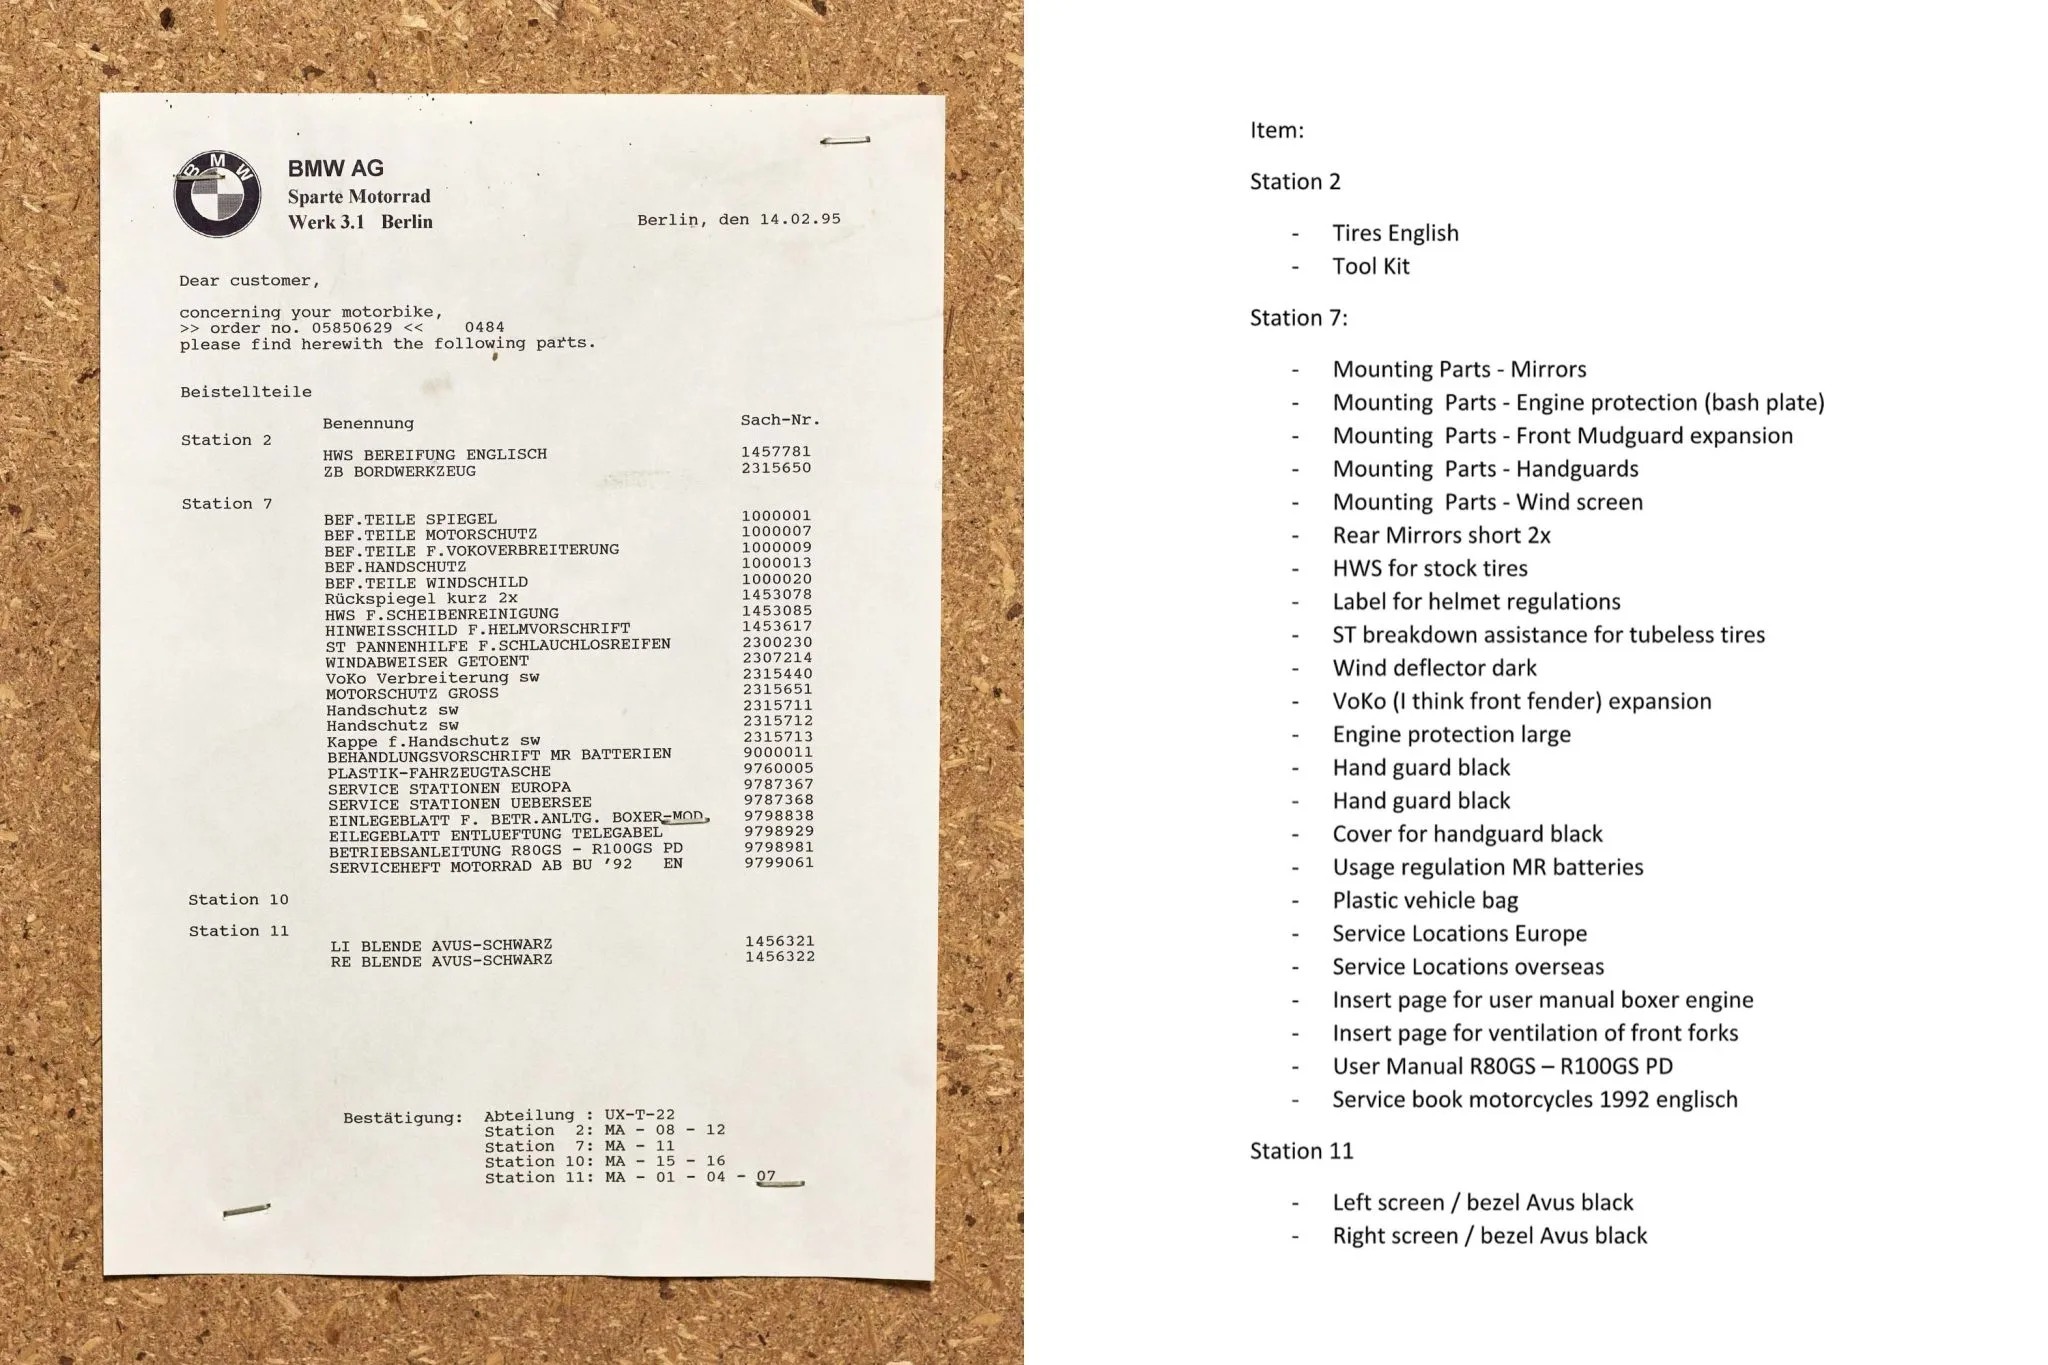 BMW
BMW AG
Sparte Motorrad
Werk 3.1 Berlin
Berlin, den 14.02.95
Dear customer,
concerning your motorbike,
>> order no. 05850629 << 0484
please find herewith the following parts.
Beistellteile
Benennung Sach-Nr.
Station 2
HWS BEREIFUNG ENGLISCH 1457781
ZB BORDWERKZEUG 2315650
Station 7
BEF.TEILE SPIEGEL 1000001
BEF.TEILE MOTORSCHUTZ 1000007
BEF.TEILE F.VOKOVERBREITERUNG 1000009
BEF.HANDSCHUTZ 1000013
BEF.TEILE WINDSCHILD 1000020
Rückspiegel kurz 2x 1453078
HWS F.SCHEIBENREINIGUNG 1453085
HINWEISSCHILD F.HELMVORSCHRIFT 1453617
ST PANNENHILFE F.SCHLAUCHLOSREIFEN 2300230
WINDABWEISER GETOENT 2307214
VoKo Verbreiterung sw 2315440
MOTORSCHUTZ GROSS 2315651
Handschutz sw 2315711
Handschutz sw 2315712
Kappe f.Handschutz sw 2315713
BEHANDLUNGSVORSCHRIFT MR BATTERIEN 9000011
PLASTIK-FAHRZEUGTASCHE 9760005
SERVICE STATIONEN EUROPA 9787367
SERVICE STATIONEN UEBERSEE 9787368
EINLEGEBLATT F. BETR.ANLTG. BOXER-MOD. 9798838
EILEGEBLATT ENTLUEFTUNG TELEGABEL 9798929
BETRIEBSANLEITUNG R80GS - R100GS PD 9798981
SERVICEHEFT MOTORRAD AB BU '92 EN 9799061
Station 10
Station 11
LI BLENDE AVUS-SCHWARZ 1456321
RE BLENDE AVUS-SCHWARZ 1456322
Bestätigung: Abteilung : UX-T-22
Station 2: MA - 08 - 12
Station 7: MA - 11
Station 10: MA - 15 - 16
Station 11: MA - 01 - 04 - 07
Item:
Station 2
- Tires English
- Tool Kit
Station 7:
- Mounting Parts - Mirrors
- Mounting Parts - Engine protection (bash plate)
- Mounting Parts - Front Mudguard expansion
- Mounting Parts - Handguards
- Mounting Parts - Wind screen
- Rear Mirrors short 2x
- HWS for stock tires
- Label for helmet regulations
- ST breakdown assistance for tubeless tires
- Wind deflector dark
- VoKo (I think front fender) expansion
- Engine protection large
- Hand guard black
- Hand guard black
- Cover for handguard black
- Usage regulation MR batteries
- Plastic vehicle bag
- Service Locations Europe
- Service Locations overseas
- Insert page for user manual boxer engine
- Insert page for ventilation of front forks
- User Manual R80GS – R100GS PD
- Service book motorcycles 1992 englisch
Station 11
- Left screen / bezel Avus black
- Right screen / bezel Avus black